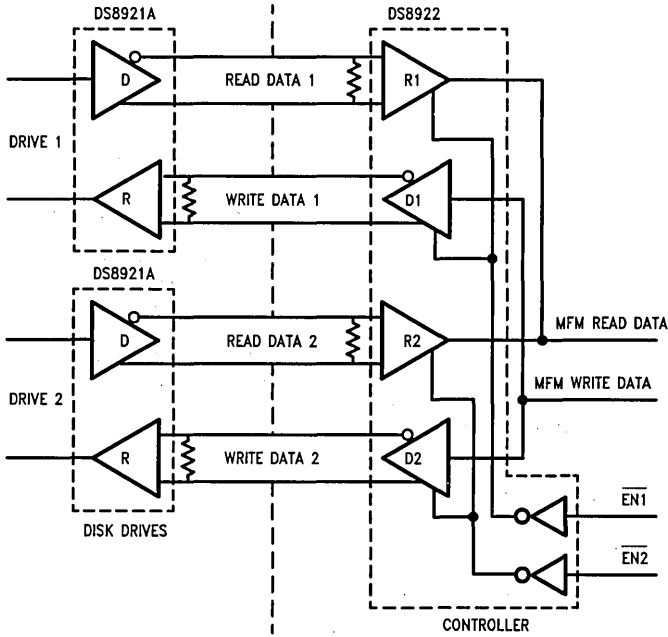 DS8921A
DS8922
D
READ DATA 1
R1
DRIVE 1
R
WRITE DATA 1
D1
DS8921A
D
READ DATA 2
R2
MFM READ DATA
DRIVE 2
MFM WRITE DATA
R
WRITE DATA 2
D2
EN1
DISK DRIVES
EN2
CONTROLLER